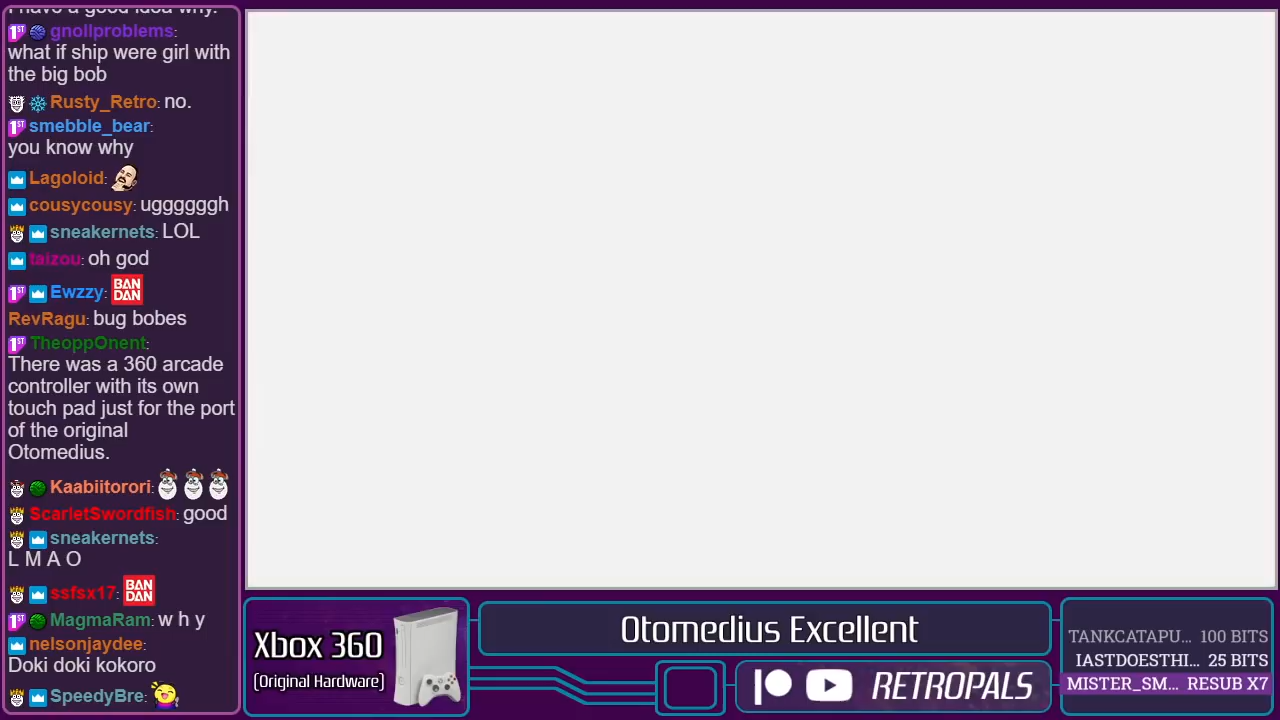 I have a good idea why.
gnollproblems:
what if ship were girl with
the big bob
Rusty_Retro: no.
smebble_bear:
you know why
Lagoloid:
cousycousy: uggggggh
sneakernets: LOL
taizou: oh god
Ewzzy: BAN DAN
RevRagu: bug bobes
TheoppOnent:
There was a 360 arcade
controller with its own
touch pad just for the port
of the original
Otomedius.
Kaabiitorori:
ScarletSwordfish: good
sneakernets:
L M A O
ssfsx17: BAN DAN
MagmaRam: w h y
nelsonjaydee:
Doki doki kokoro
SpeedyBre:
Xbox 360
(Original Hardware)
Otomedius Excellent
RETROPALS
TANKCATAPU... 100 BITS
IASTDOESTHI... 25 BITS
MISTER_SM... RESUB X7